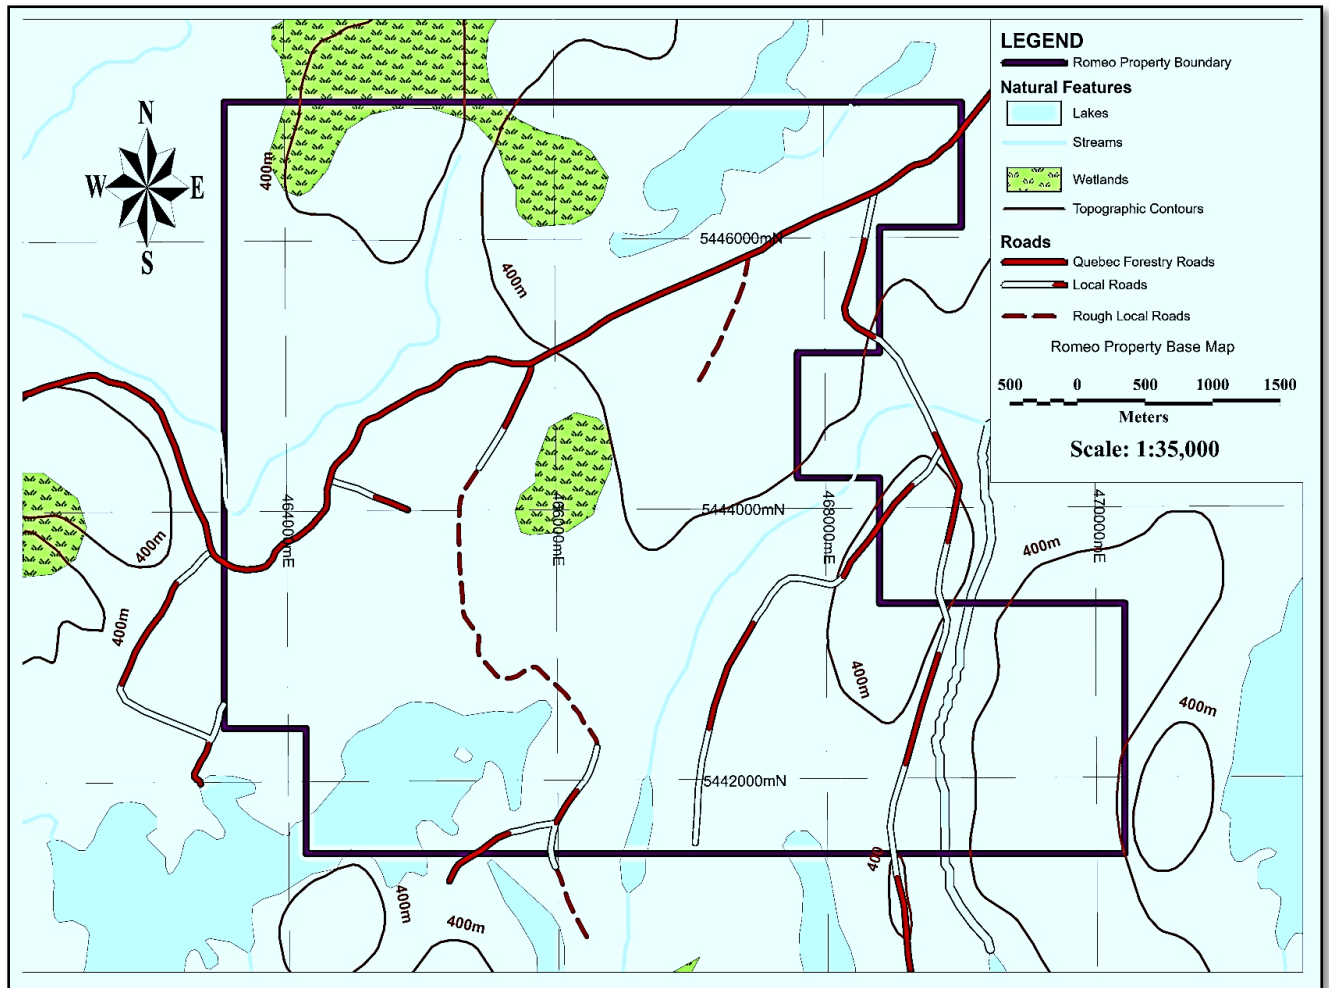 LEGEND
Romeo Property Boundary
Natural Features
Lakes
Streams
Wetlands
Topographic Contours
Roads
Quebec Forestry Roads
Local Roads
Rough Local Roads
Romeo Property Base Map
500 0 500 1000 1500
Meters
Scale: 1:35,000
N
W E
S
400m
5446000mN
400m
464000mE
466000mE
5444000mN
468000mE
470000mE
400m
400m
400m
400m
400m
5442000mN
400
400m
400m